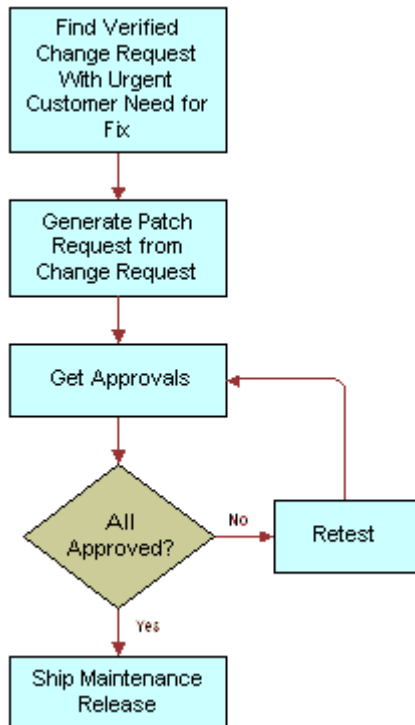 Find Verified
Change Request
With Urgent
Customer Need for
Fix
Generate Patch
Request from
Change Request
Get Approvals
All
Approved?
No
Retest
Yes
Ship Maintenance
Release